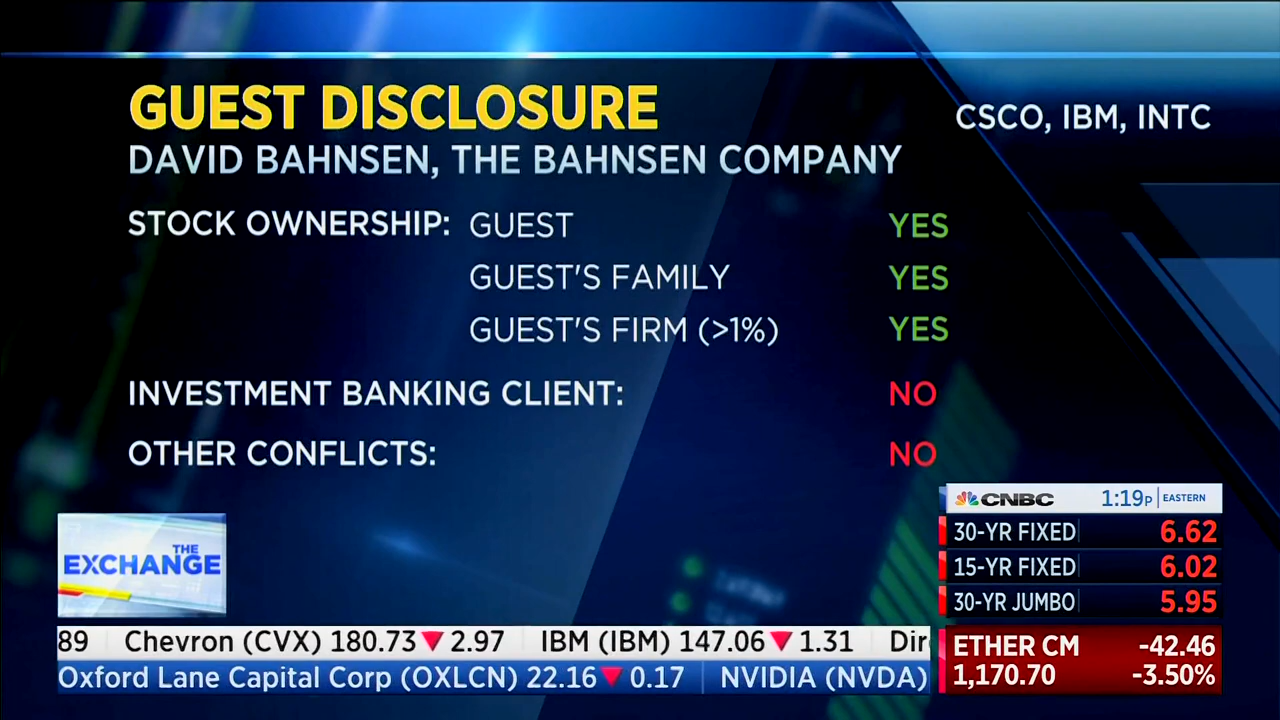 GUEST DISCLOSURE
CSCO, IBM, INTC
DAVID BAHNSEN, THE BAHNSEN COMPANY
STOCK OWNERSHIP: GUEST YES
GUEST'S FAMILY YES
GUEST'S FIRM (>1%) YES
INVESTMENT BANKING CLIENT: NO
OTHER CONFLICTS: NO
CNBC 1:19P EASTERN
30-YR FIXED 6.62
15-YR FIXED 6.02
30-YR JUMBO 5.95
THE
EXCHANGE
89 Chevron (CVX) 180.73▼2.97 IBM (IBM) 147.06▼1.31 Dir
Oxford Lane Capital Corp (OXLCN) 22.16▼0.17 NVIDIA (NVDA)
ETHER CM -42.46
1,170.70 -3.50%